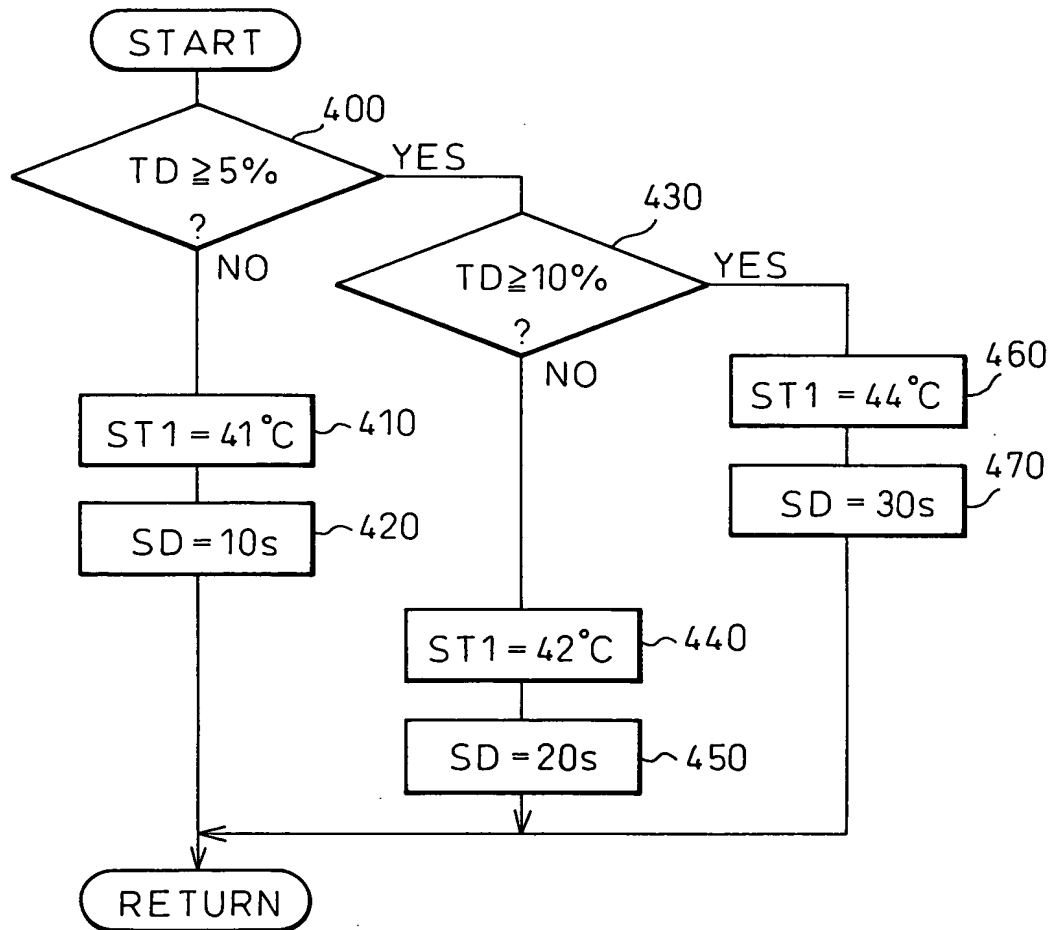 START
400
TD ≧ 5%
?
YES
NO
430
TD ≧ 10%
?
YES
NO
ST1 = 41°C
410
SD = 10s
420
ST1 = 44°C
460
SD = 30s
470
ST1 = 42°C
440
SD = 20s
450
RETURN